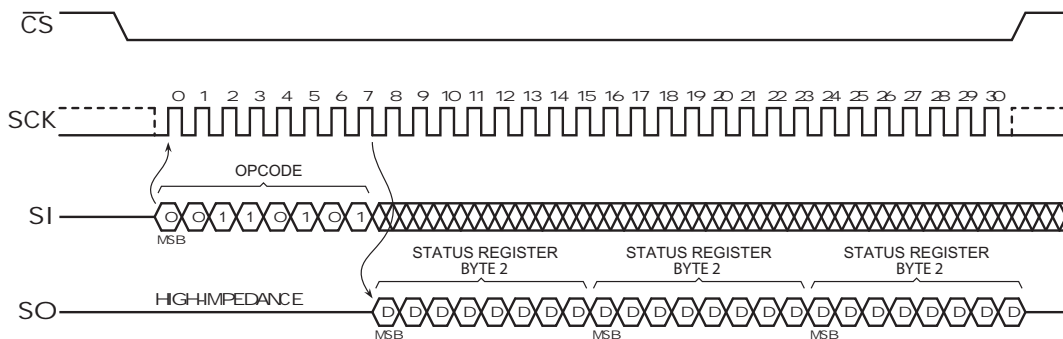 CS
SCK
0 1 2 3 4 5 6 7 8 9 10 11 12 13 14 15 16 17 18 19 20 21 22 23 24 25 26 27 28 29 30
OPCODE
SI
0 0 1 1 0 1 0 1
MSB
STATUS REGISTER
BYTE 2
STATUS REGISTER
BYTE 2
STATUS REGISTER
BYTE 2
SO
HIGH-IMPEDANCE
D D D D D D D D D D D D D D D D D D D D D D D D
MSB
MSB
MSB